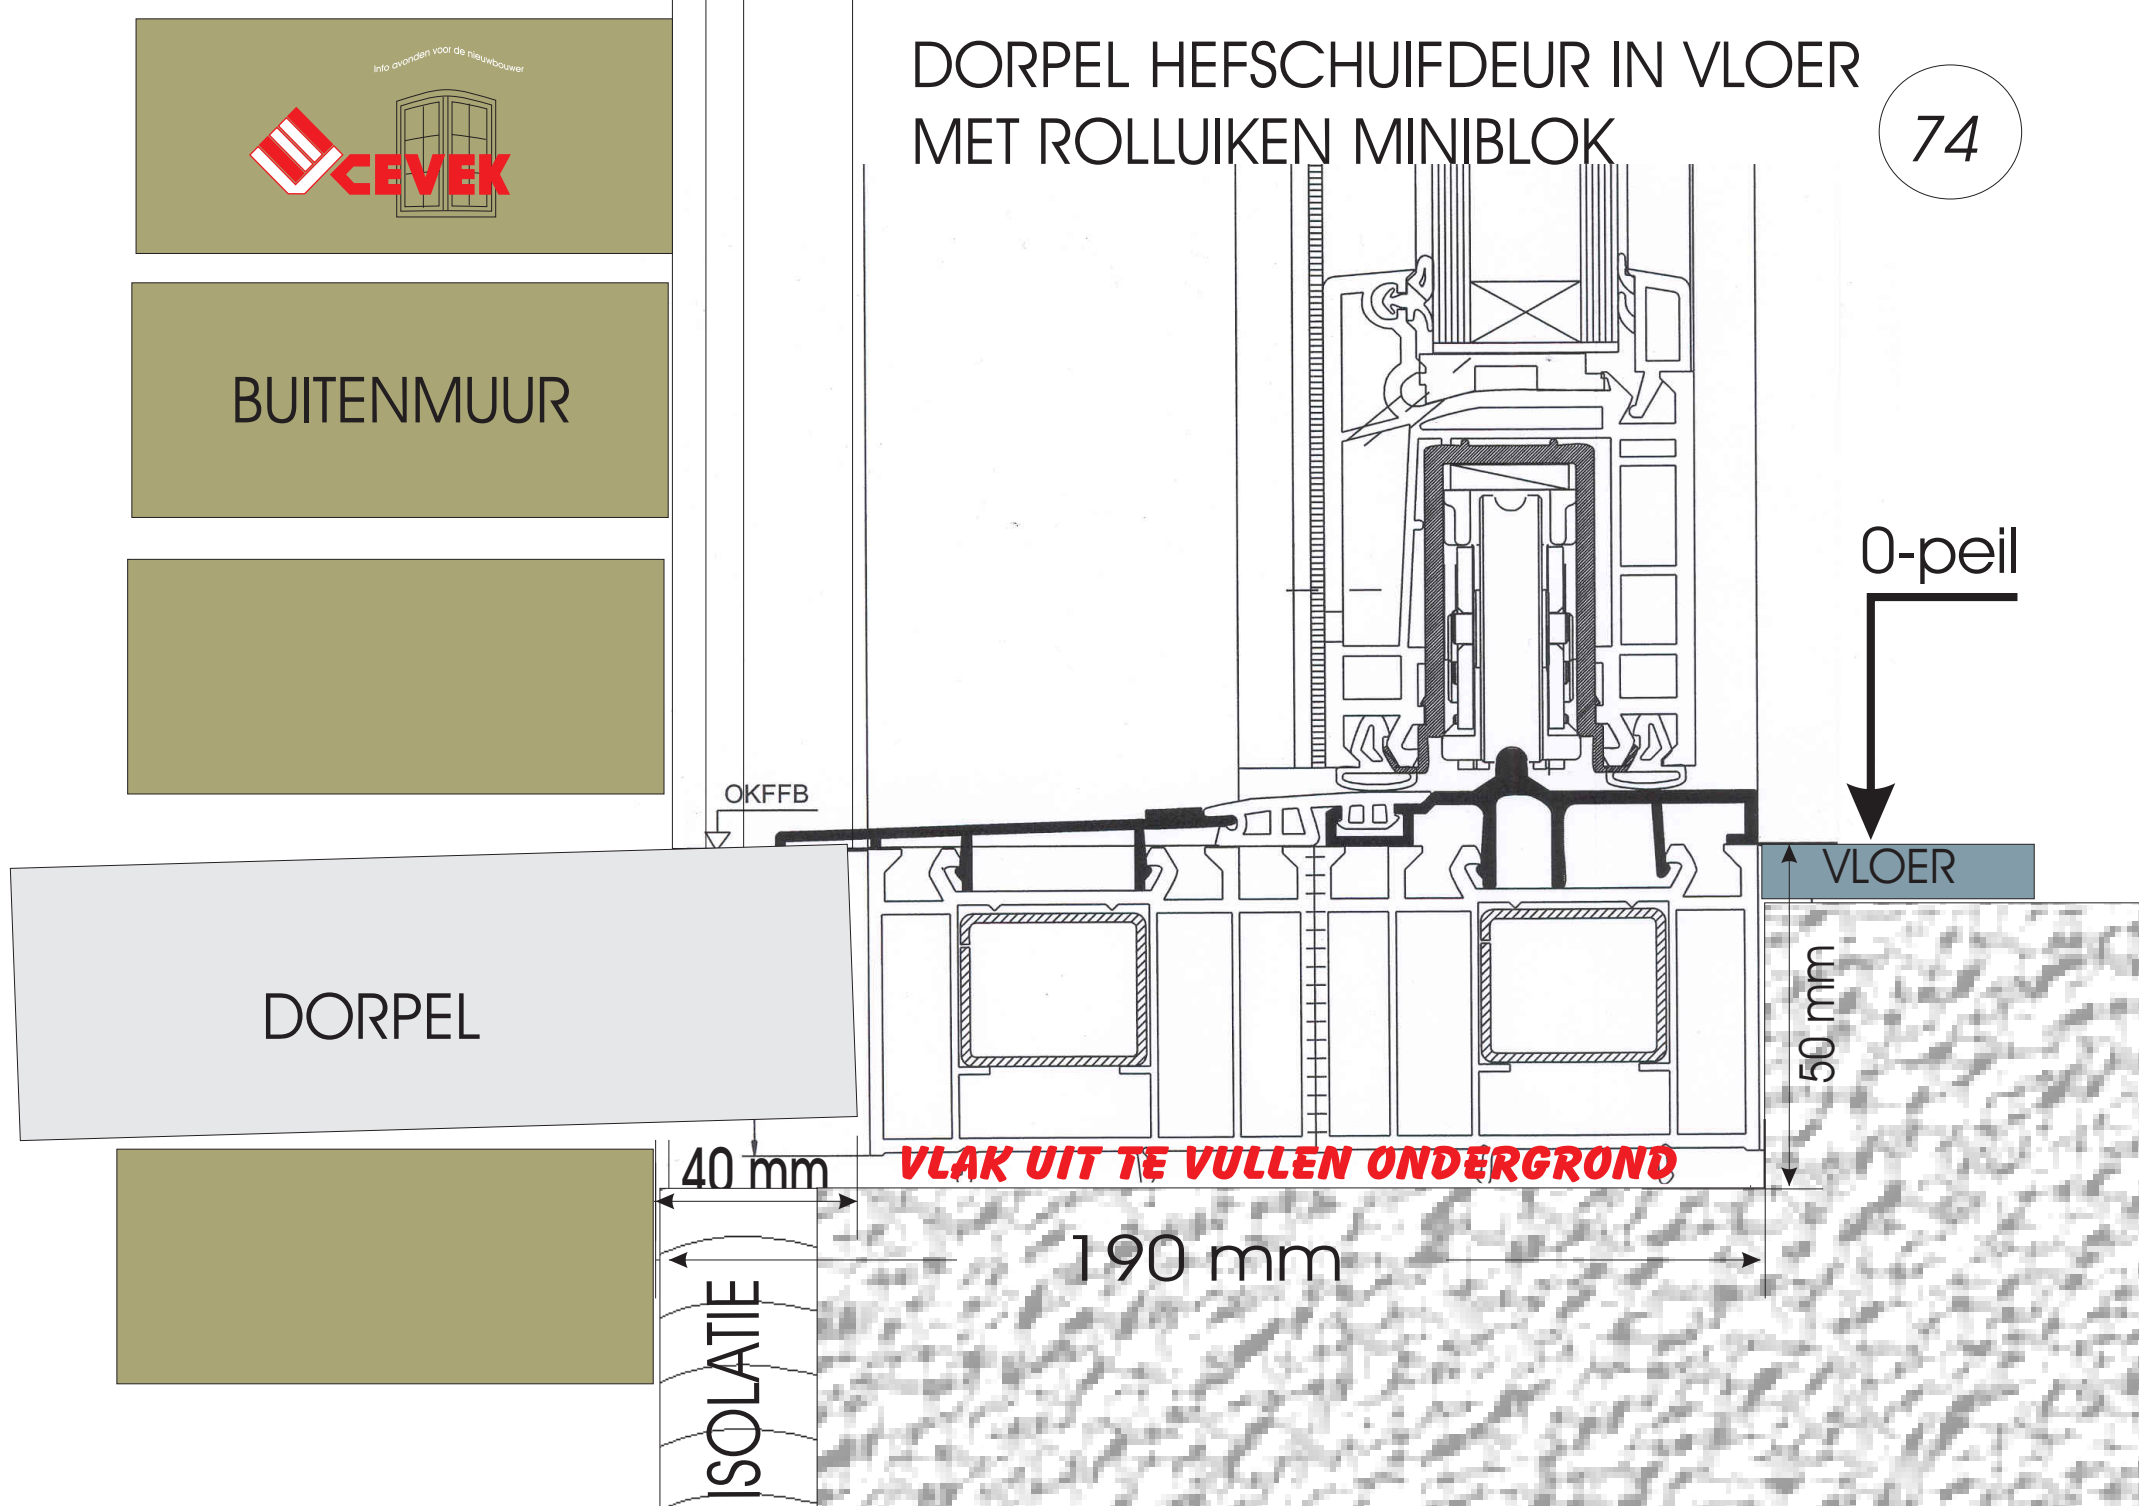 Info avonden voor de nieuwbouwer
CEVEK
DORPEL HEFSCHUIFDEUR IN VLOER
MET ROLLUIKEN MINIBLOK
74
BUITENMUUR
0-peil
OKFFB
VLOER
DORPEL
50 mm
40 mm
VLAK UIT TE VULLEN ONDERGROND
190 mm
ISOLATIE